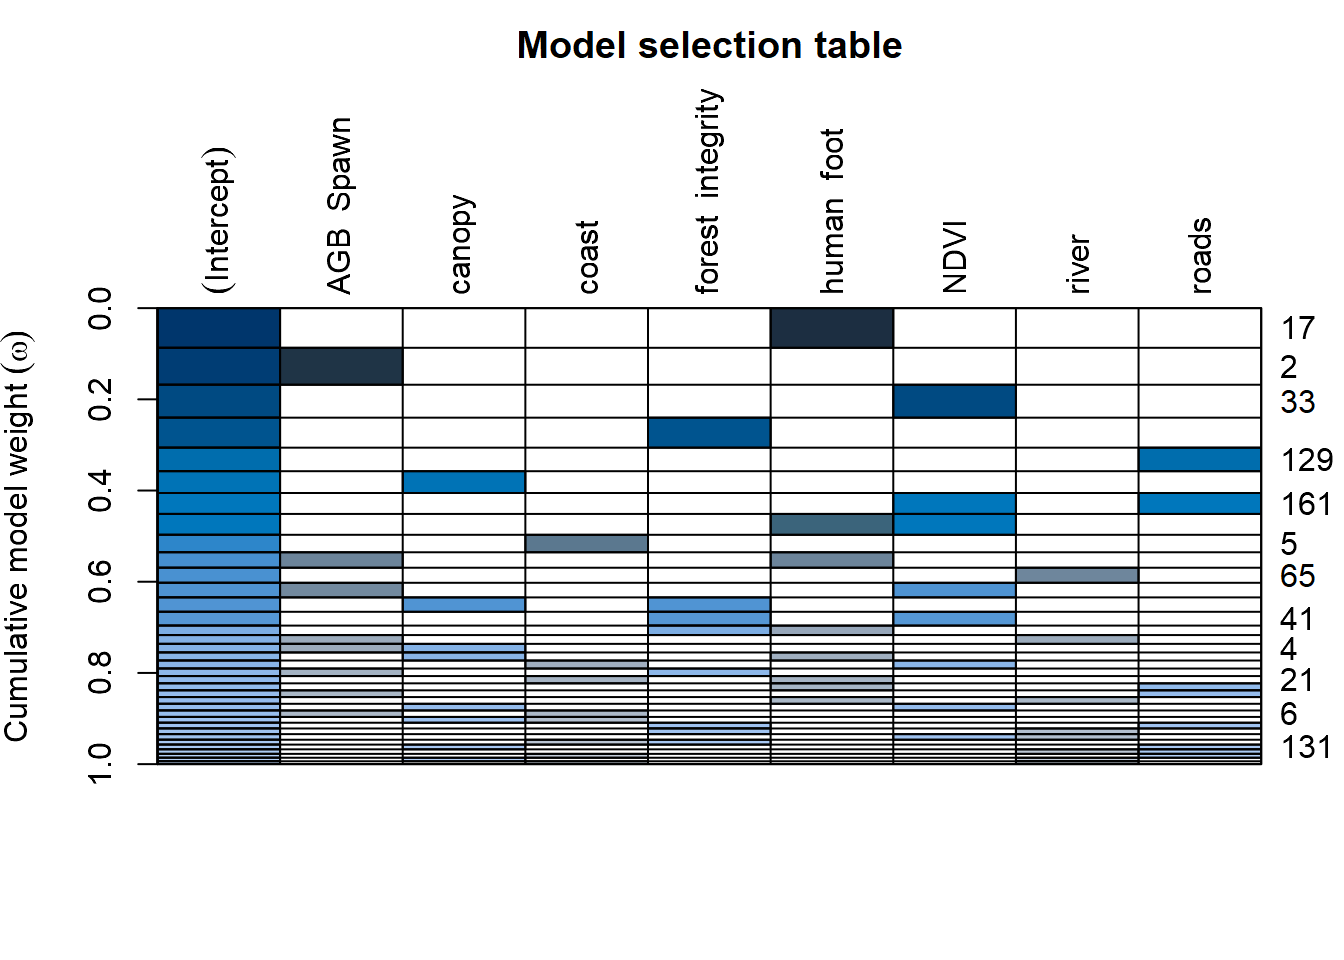 Model selection table
(Intercept)
AGB Spawn
canopy
coast
forest integrity
human foot
NDVI
river
roads
Cumulative model weight (ω)
0.0
0.2
0.4
0.6
0.8
1.0
17
2
33
129
161
5
65
41
4
21
6
131